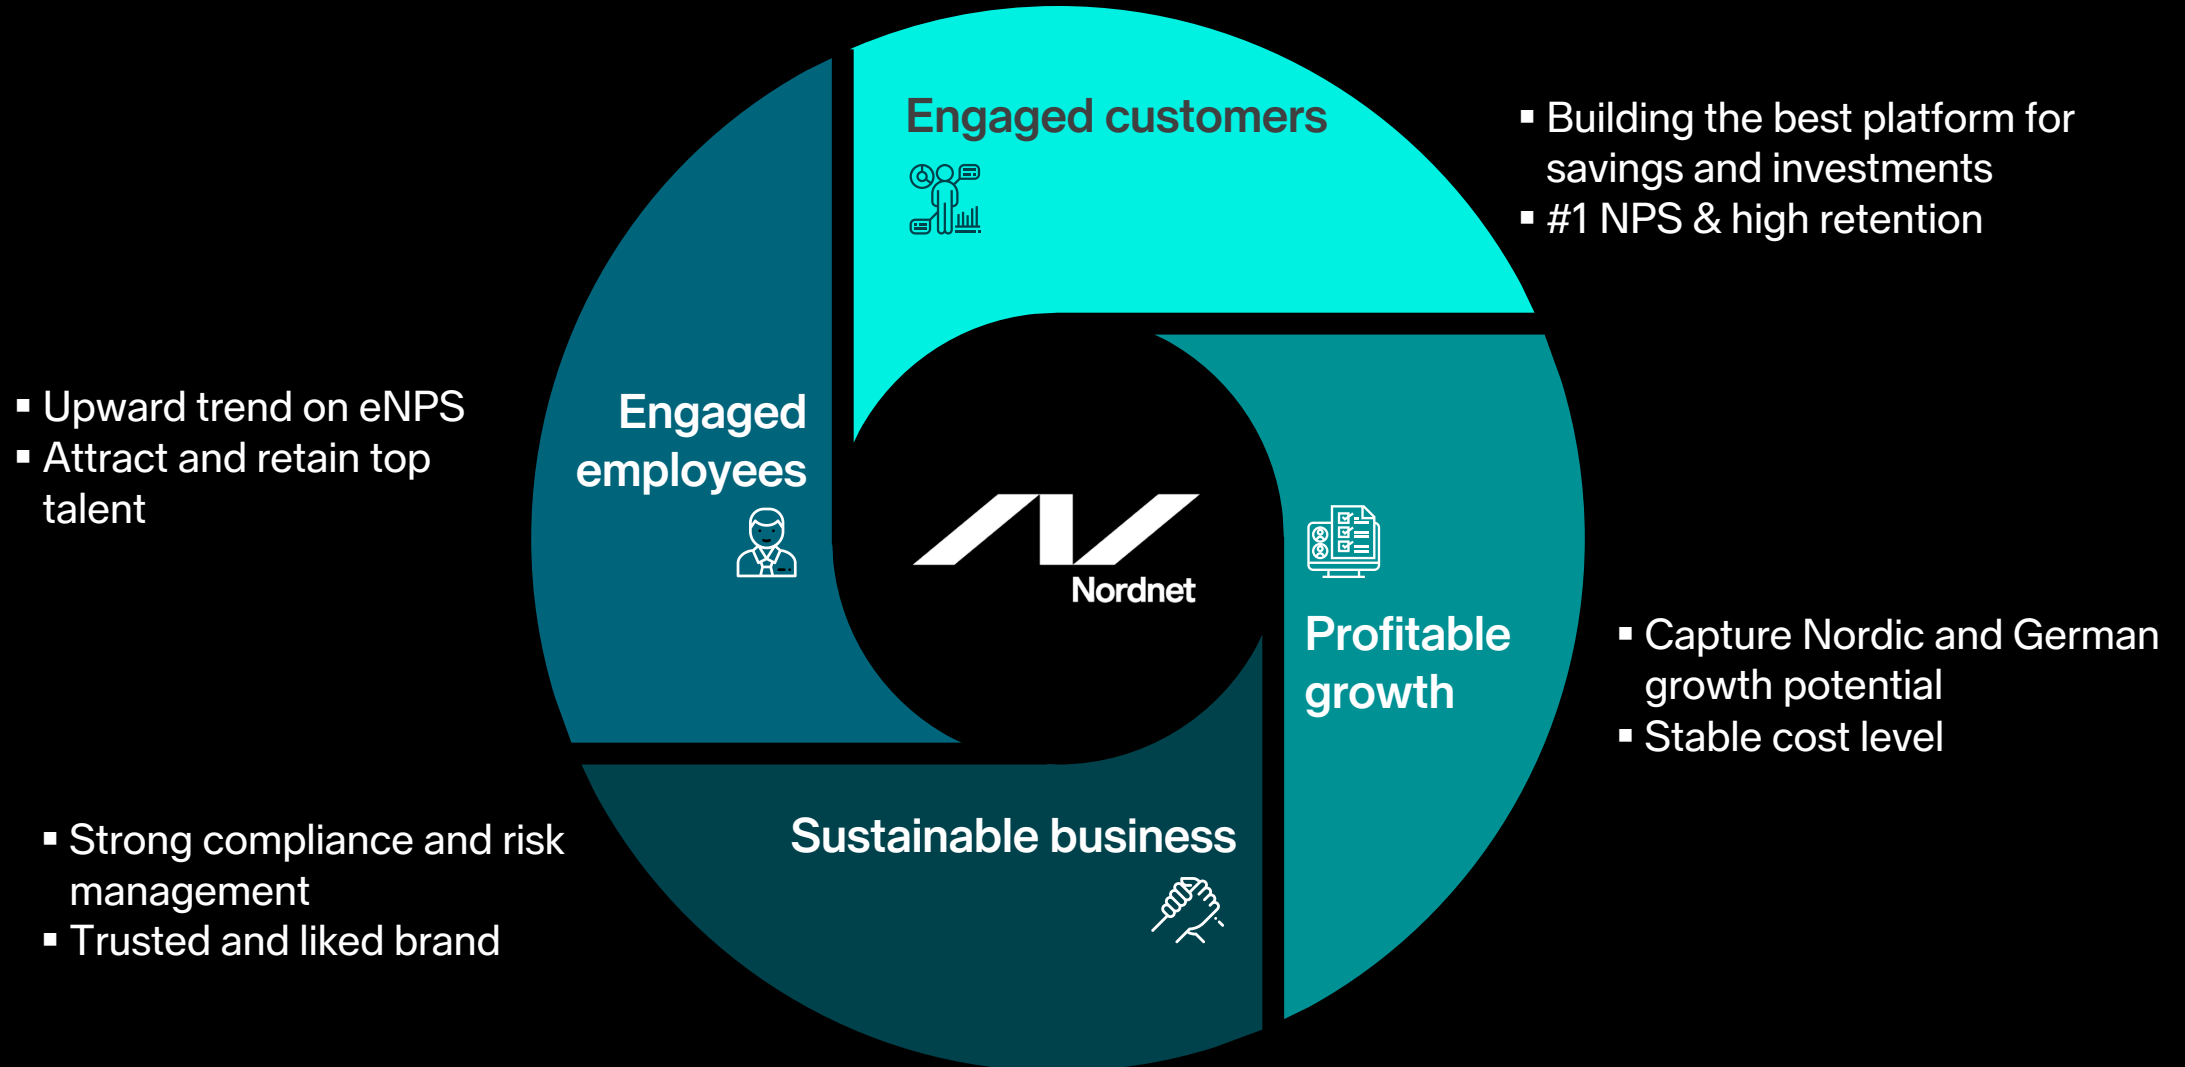 Engaged customers
▪ Building the best platform for
savings and investments
▪ #1 NPS & high retention
▪ Upward trend on eNPS
▪ Attract and retain top
talent
Engaged
employees
Nordnet
Profitable
growth
▪ Capture Nordic and German
growth potential
▪ Stable cost level
Sustainable business
▪ Strong compliance and risk
management
▪ Trusted and liked brand